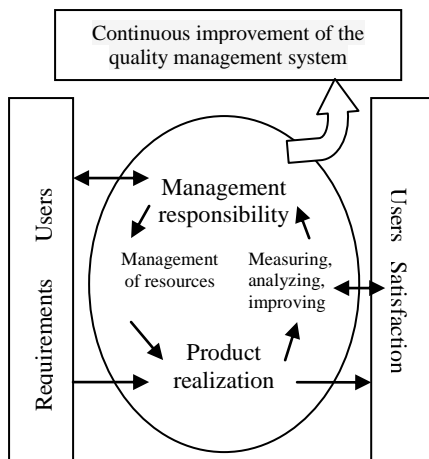 Continuous improvement of the
quality management system
Requirements Users
Management
responsibility
Management
of resources
Measuring,
analyzing,
improving
Product
realization
Users Satisfaction